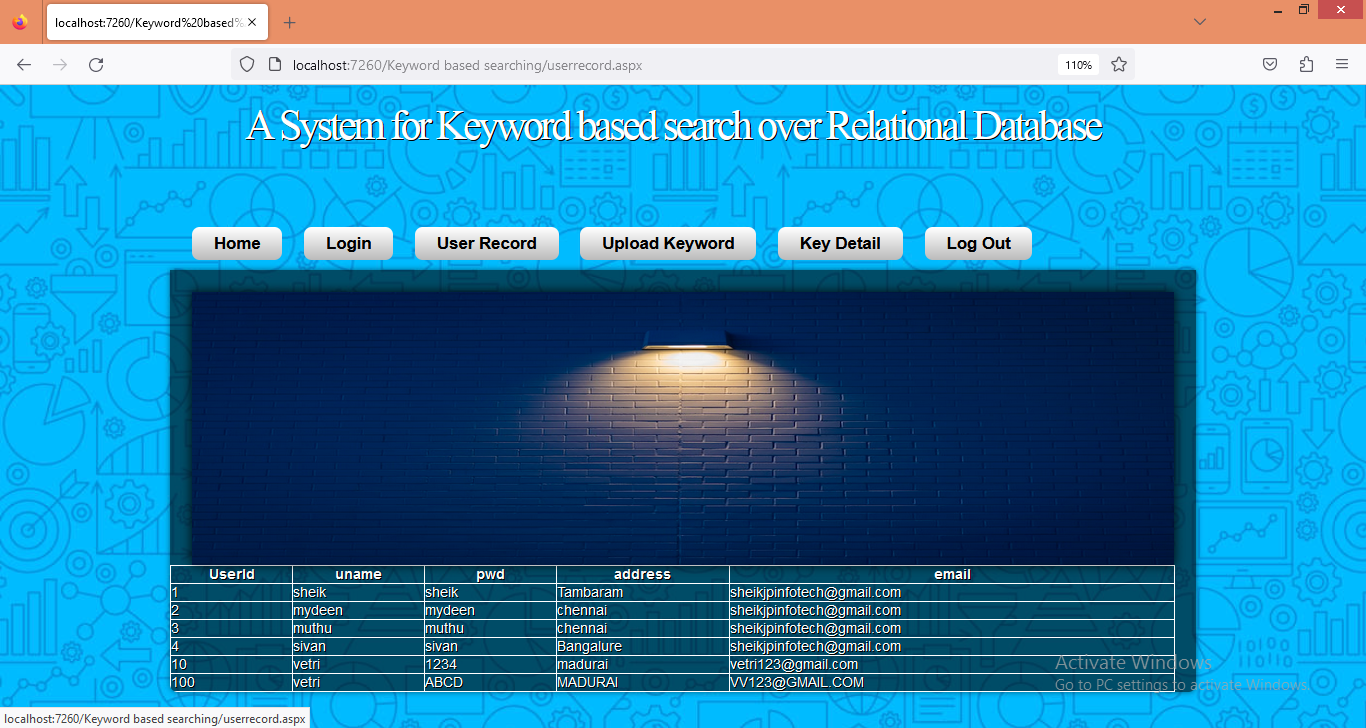 localhost:7260/Keyword%20based%
localhost:7260/Keyword based searching/userrecord.aspx 110%
A System for Keyword based search over Relational Database
Home Login User Record Upload Keyword Key Detail Log Out
UserId uname pwd address email
1 sheik sheik Tambaram sheikjpinfotech@gmail.com
2 mydeen mydeen chennai sheikjpinfotech@gmail.com
3 muthu muthu chennai sheikjpinfotech@gmail.com
4 sivan sivan Bangalure sheikjpinfotech@gmail.com
10 vetri 1234 madurai vetri123@gmail.com
100 vetri ABCD MADURAI VV123@GMAIL.COM
Activate Windows
Go to PC settings to activate Windows.
localhost:7260/Keyword based searching/userrecord.aspx